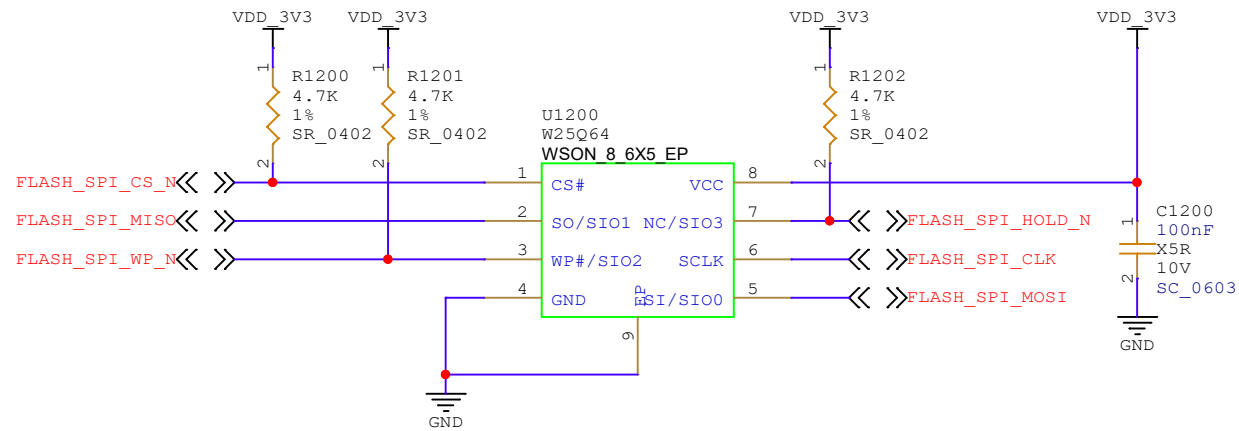 VDD_3V3
VDD_3V3
VDD_3V3
VDD_3V3
1
R1200
4.7K
1%
SR_0402
2
1
R1201
4.7K
1%
SR_0402
2
1
R1202
4.7K
1%
SR_0402
2
U1200
W25Q64
WSON_8_6X5_EP
FLASH_SPI_CS_N
1
CS#
VCC
8
FLASH_SPI_MISO
2
SO/SIO1
NC/SIO3
7
FLASH_SPI_HOLD_N
FLASH_SPI_WP_N
3
WP#/SIO2
SCLK
6
FLASH_SPI_CLK
4
GND
EP
SI/SIO0
5
FLASH_SPI_MOSI
9
1
C1200
100nF
X5R
10V
2
SC_0603
GND
GND